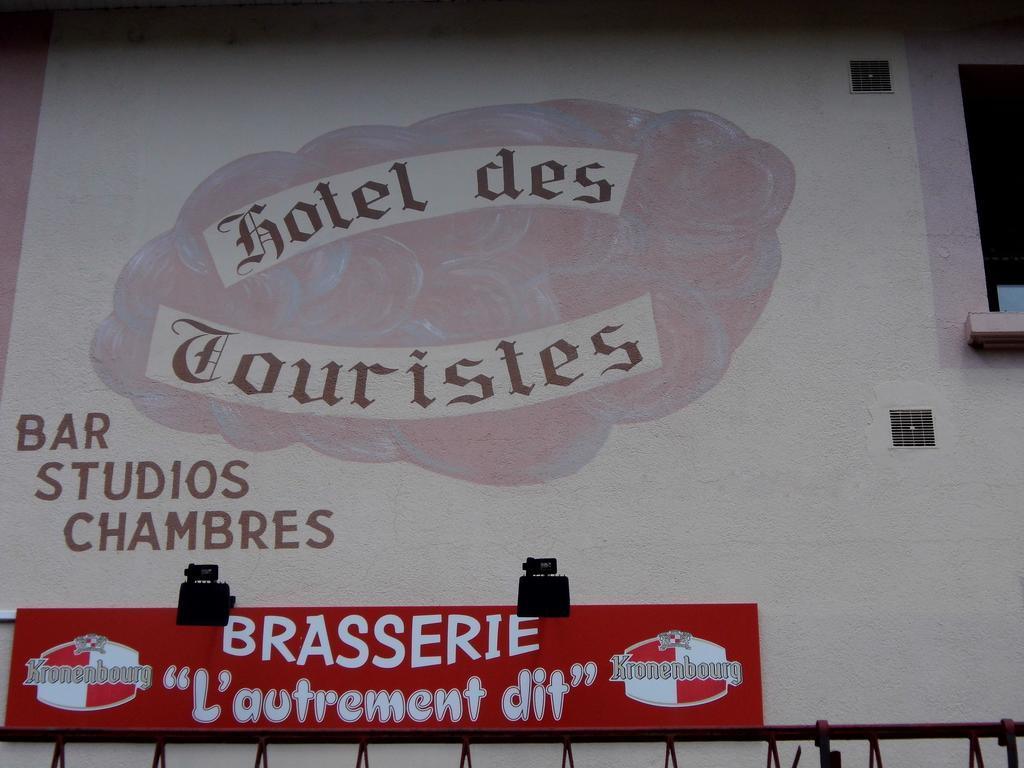 Hotel des
Touristes
BAR
STUDIOS
CHAMBRES
BRASSERIE
"L'autrement dit"
Kronenbourg
Kronenbourg